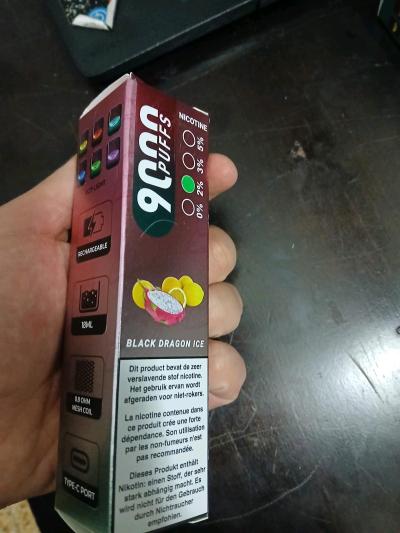 9000
PUFFS
NICOTINE
5%
3%
2%
0%
RECHARGEABLE
18ML
0.8 OHM
MESH COIL
TYPE-C PORT
BLACK DRAGON ICE
Dit product bevat de zeer
verslavende stof nicotine.
Het gebruik ervan wordt
afgeraden voor niet-rokers.
La nicotine contenue dans
ce produit crée une forte
dépendance. Son utilisation
par les non-fumeurs n'est
pas recommandée.
Dieses Produkt enthält
Nikotin: einen Stoff, der sehr
stark abhängig macht. Es
wird nicht für den Gebrauch
durch Nichtraucher
empfohlen.